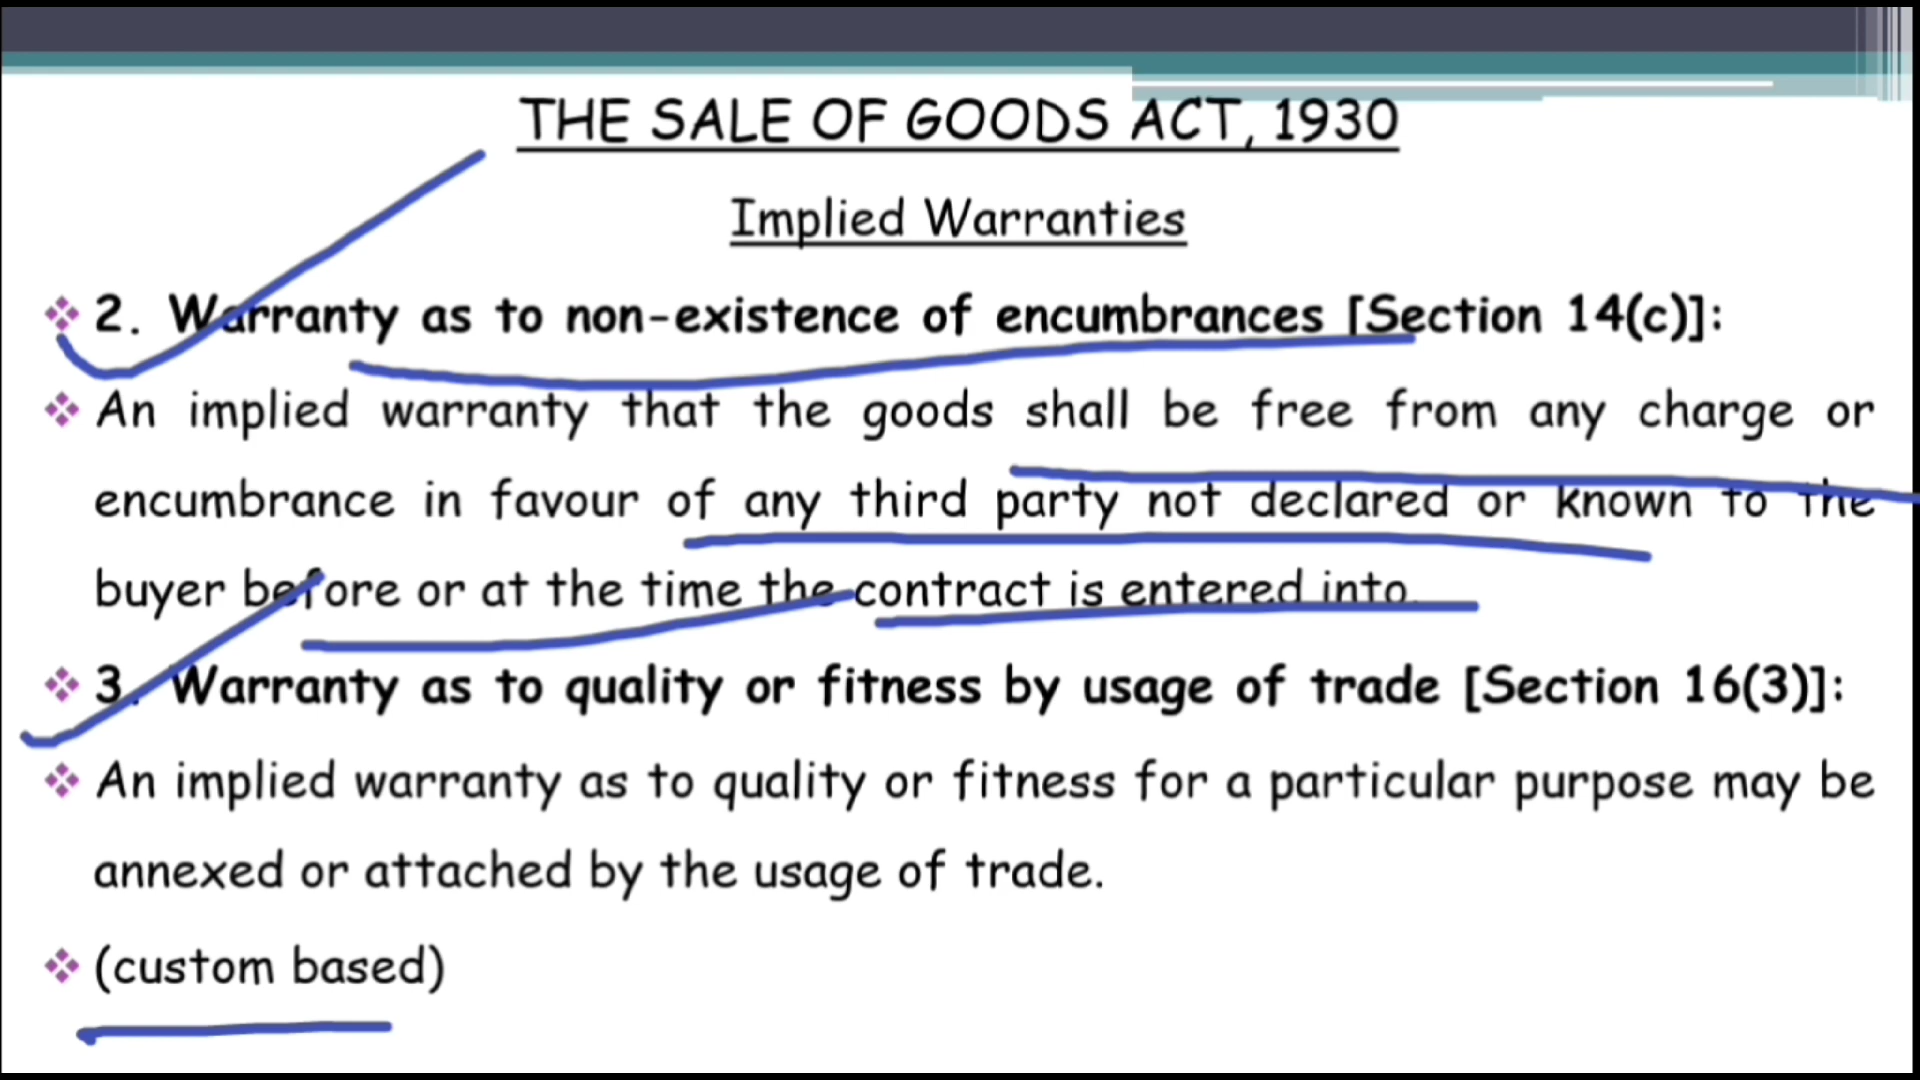 THE SALE OF GOODS ACT, 1930
Implied Warranties
2. Warranty as to non-existence of encumbrances [Section 14(c)]:
An implied warranty that the goods shall be free from any charge or
encumbrance in favour of any third party not declared or known to the
buyer before or at the time the contract is entered into.
3. Warranty as to quality or fitness by usage of trade [Section 16(3)]:
An implied warranty as to quality or fitness for a particular purpose may be
annexed or attached by the usage of trade.
(custom based)